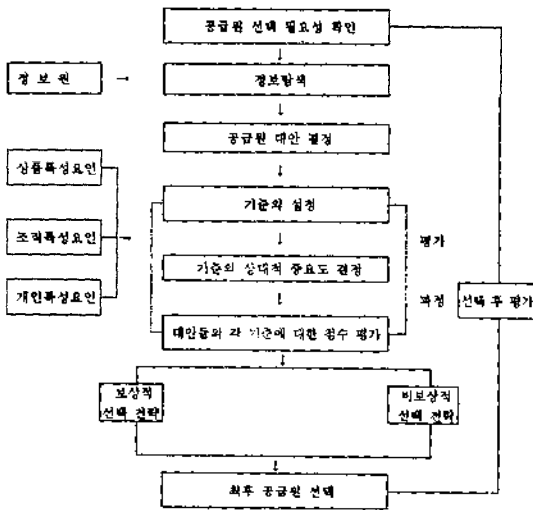 공급원 선택 필요성 확인
정보원 → 정보탐색
공급원 대안 결정
상품특성요인
기준의 설정
평가
조직특성요인
기준의 상대적 중요도 결정
개인특성요인
과정
선택 후 평가
대안들의 각 기준에 대한 점수 평가
보상적
선택 전략
비보상적
선택 전략
최후 공급원 선택